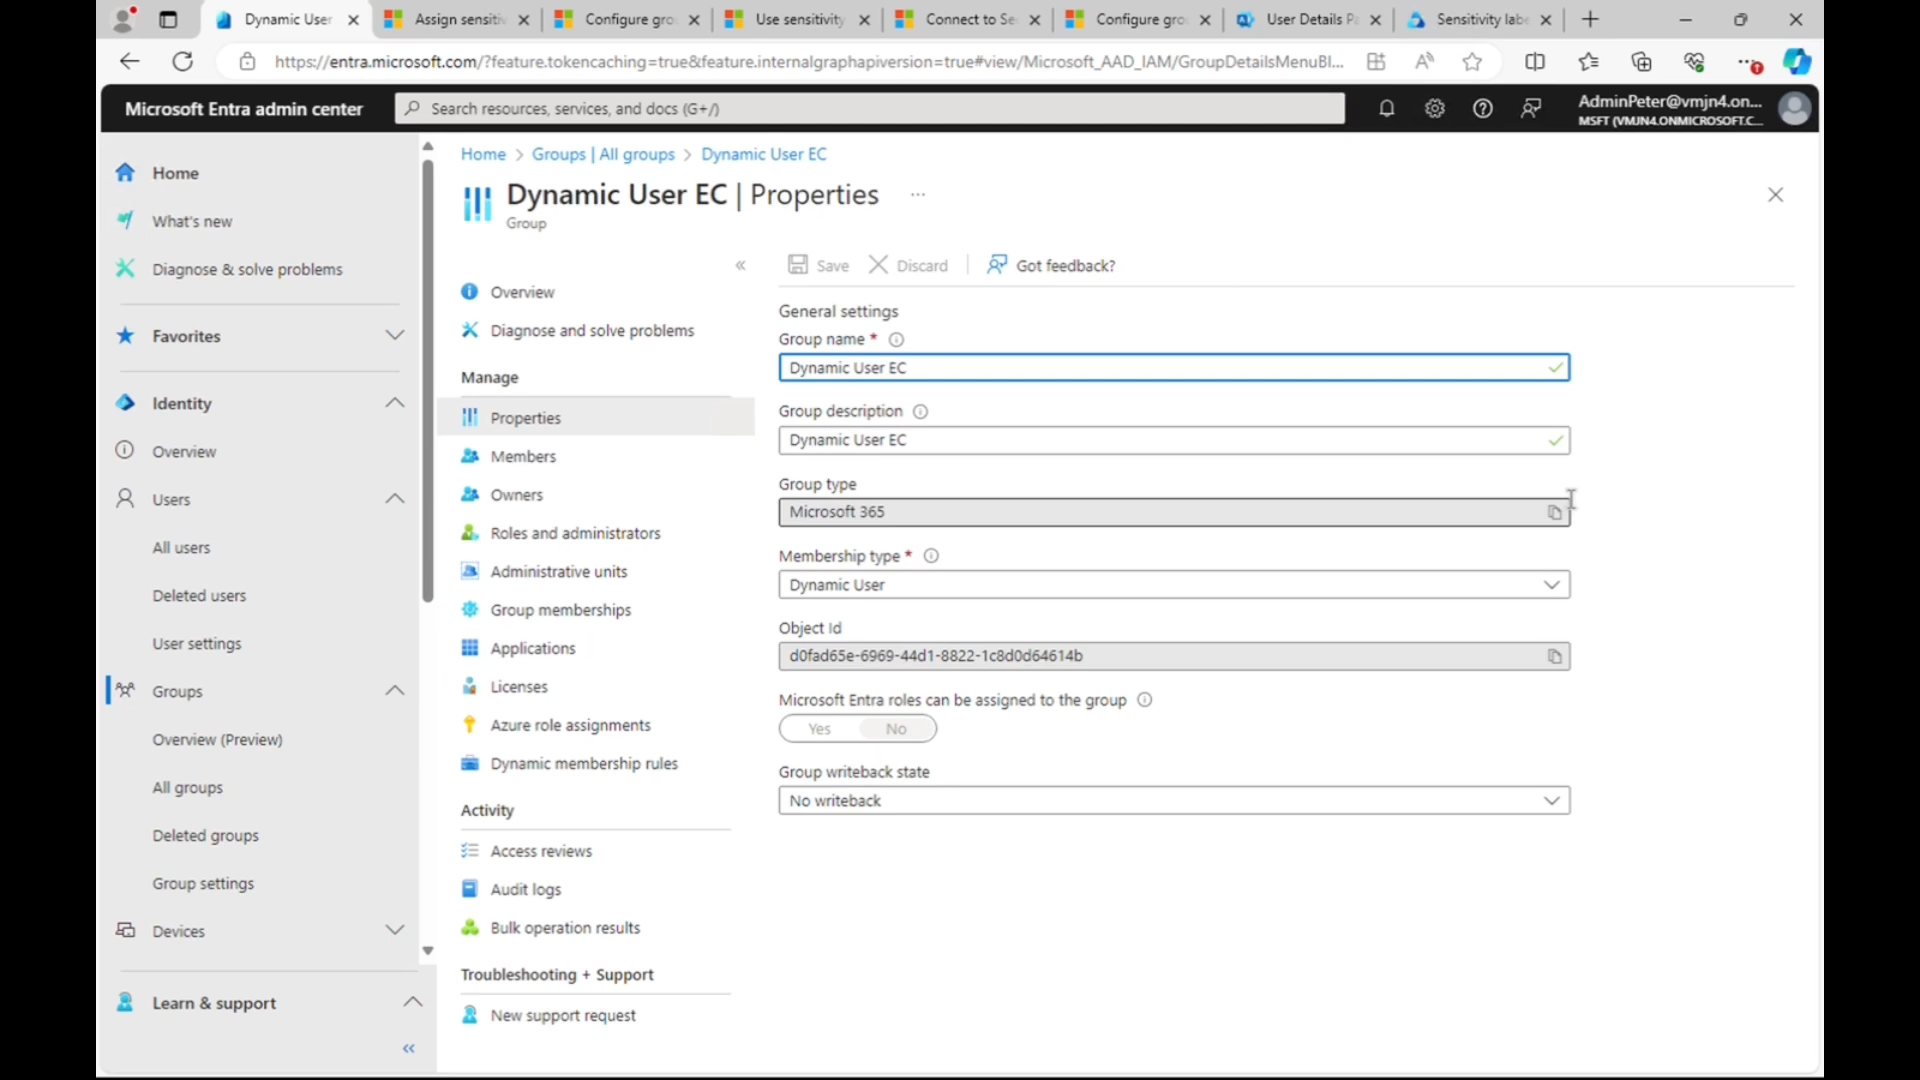 Dynamic User
Assign sensitiv
Configure grou
Use sensitivity
Connect to Se
Configure grou
User Details Pa
Sensitivity labe
https://entra.microsoft.com/?feature.tokencaching=true&feature.internalgraphapiversion=true#view/Microsoft_AAD_IAM/GroupDetailsMenuBl...
Microsoft Entra admin center
Search resources, services, and docs (G+/)
AdminPeter@vmjn4.on...
MSFT (VMJN4.ONMICROSOFT.C...
Home
What's new
Diagnose & solve problems
Favorites
Identity
Overview
Users
All users
Deleted users
User settings
Groups
Overview (Preview)
All groups
Deleted groups
Group settings
Devices
Learn & support
Home > Groups | All groups > Dynamic User EC
Dynamic User EC | Properties ...
Group
Overview
Diagnose and solve problems
Manage
Properties
Members
Owners
Roles and administrators
Administrative units
Group memberships
Applications
Licenses
Azure role assignments
Dynamic membership rules
Activity
Access reviews
Audit logs
Bulk operation results
Troubleshooting + Support
New support request
Save Discard Got feedback?
General settings
Group name *
Dynamic User EC
Group description
Dynamic User EC
Group type
Microsoft 365
Membership type *
Dynamic User
Object Id
d0fad65e-6969-44d1-8822-1c8d0d64614b
Microsoft Entra roles can be assigned to the group
Yes No
Group writeback state
No writeback